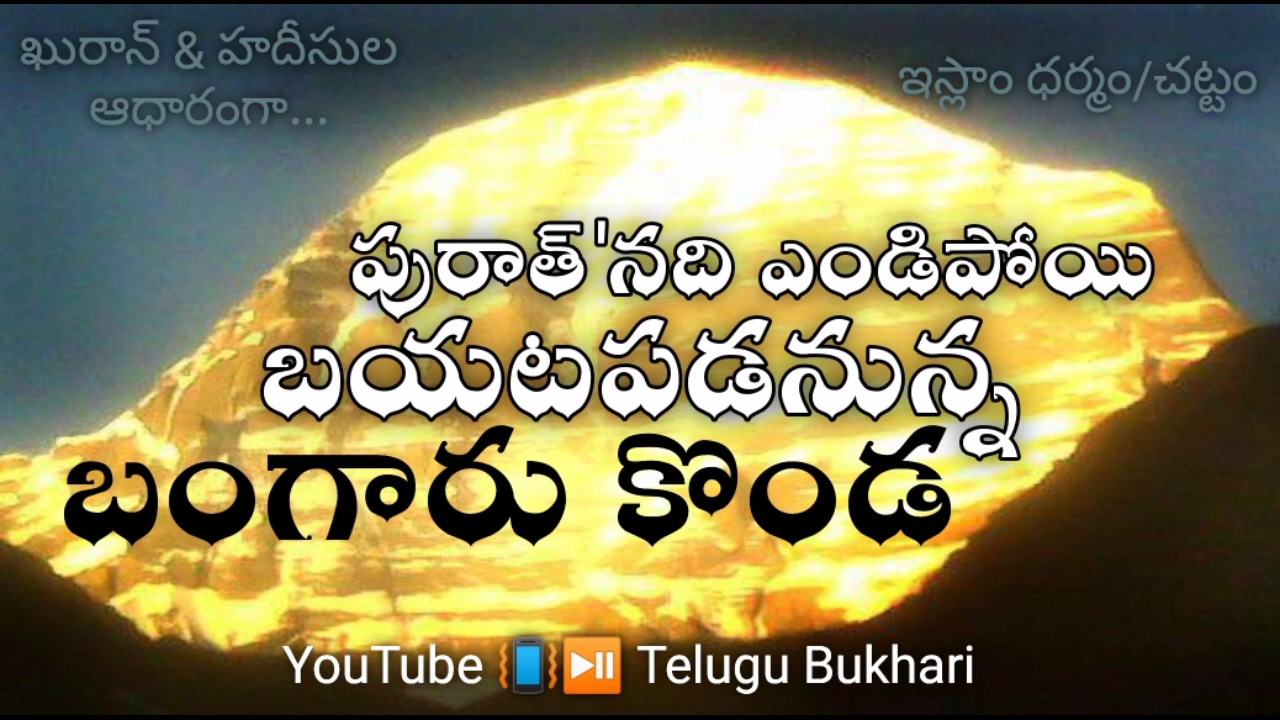 ఖురాన్ & హదీసుల
ఆధారంగా...
ఇస్లాం ధర్మం/చట్టం
ఫురాత్'నది ఎండిపోయి
బయటపడనున్న
బంగారు కొండ
YouTube 📳⏯ Telugu Bukhari